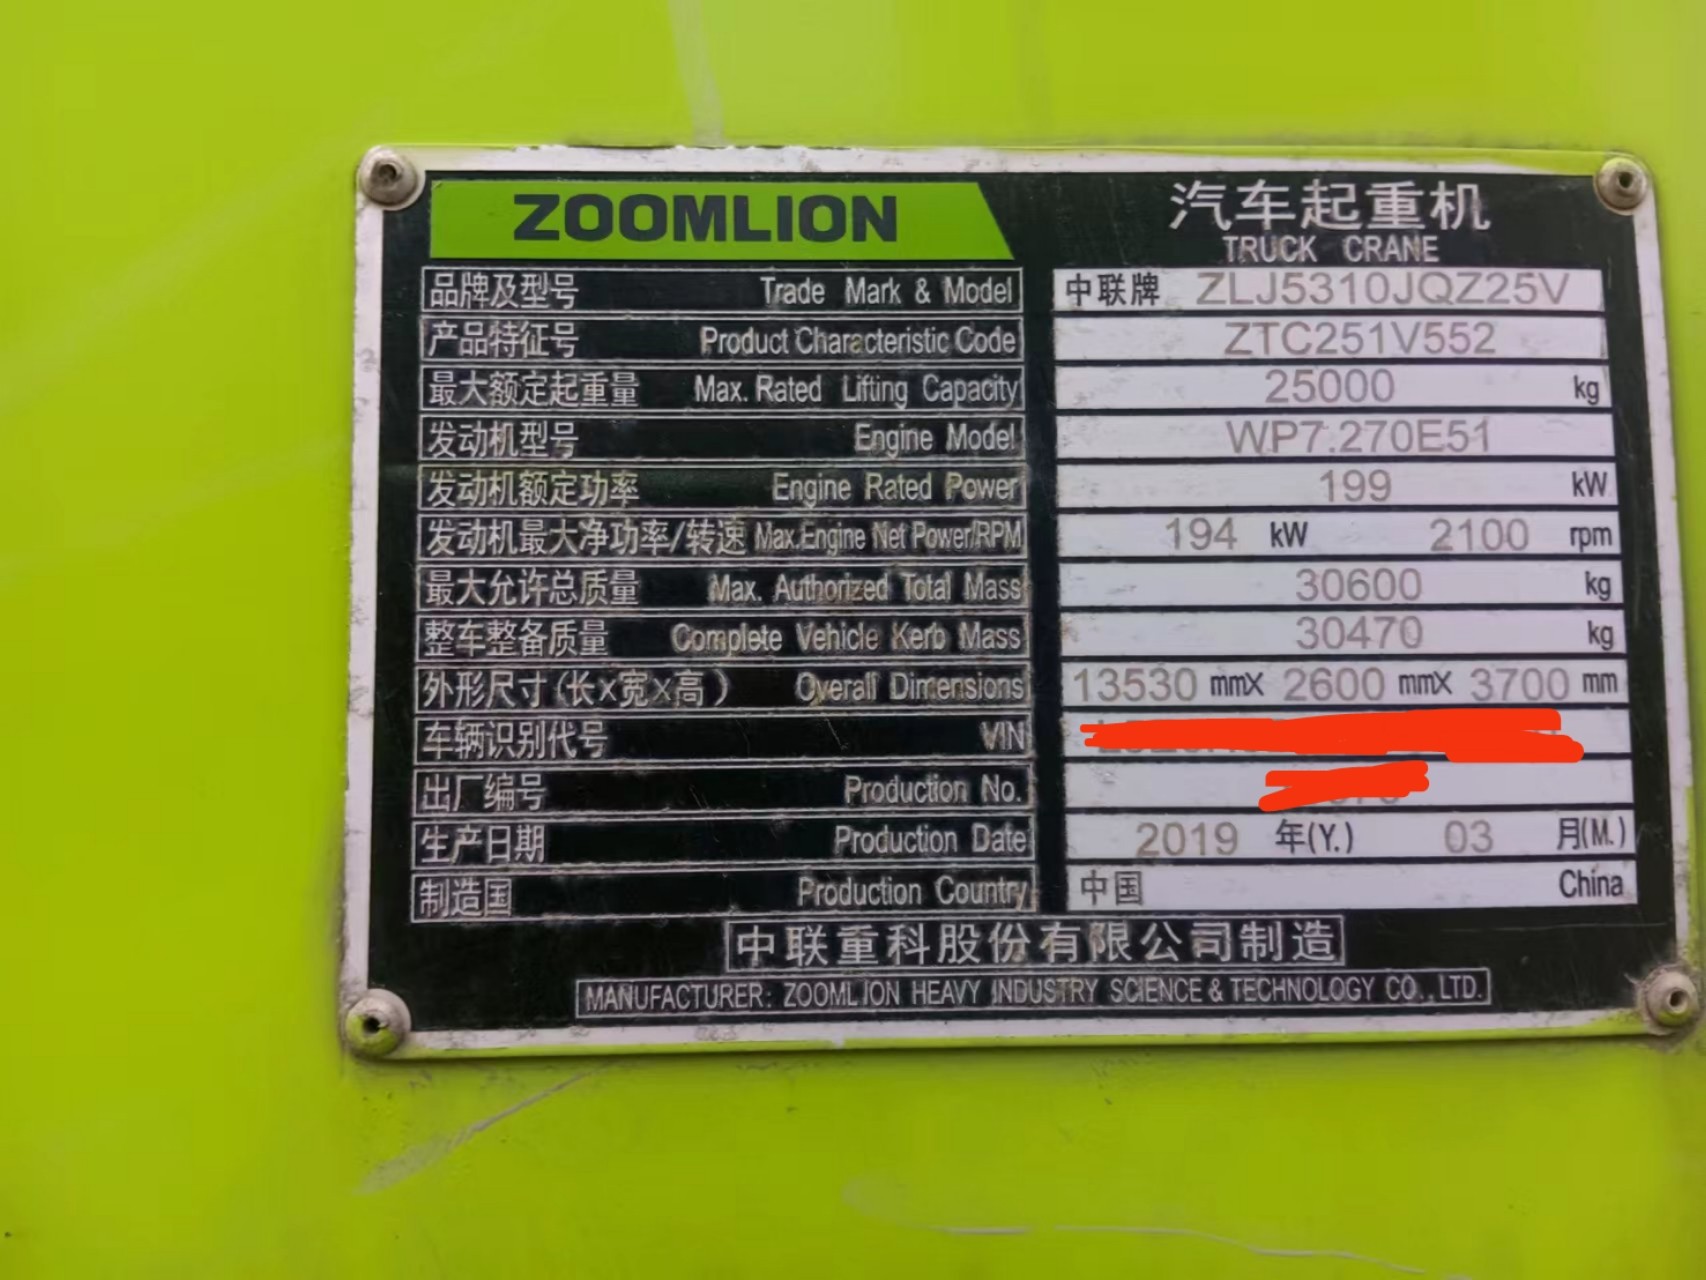 ZOOMLION
汽车起重机
TRUCK CRANE
品牌及型号 Trade Mark & Model 中联牌 ZLJ5310JQZ25V
产品特征号 Product Characteristic Code ZTC251V552
最大额定起重量 Max. Rated Lifting Capacity 25000 kg
发动机型号 Engine Model WP7.270E51
发动机额定功率 Engine Rated Power 199 kW
发动机最大净功率/转速 Max.Engine Net Power/RPM 194 kW 2100 rpm
最大允许总质量 Max. Authorized Total Mass 30600 kg
整车整备质量 Complete Vehicle Kerb Mass 30470 kg
外形尺寸(长×宽×高) Overall Dimensions 13530 mmX 2600 mmX 3700 mm
车辆识别代号 VIN
出厂编号 Production No.
生产日期 Production Date 2019 年(Y.) 03 月(M.)
制造国 Production Country 中国 China
中联重科股份有限公司制造
MANUFACTURER: ZOOMLION HEAVY INDUSTRY SCIENCE & TECHNOLOGY CO.,LTD.